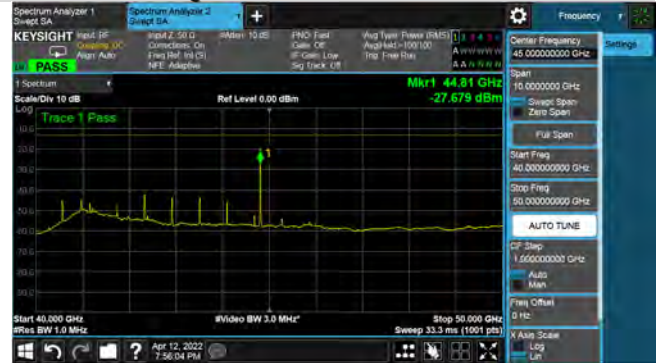 Spectrum Analyzer 1
Swept SA
Spectrum Analyzer 2
Swept SA
Frequency
KEYSIGHT
Input: RF
Coupling: DC
Align: Auto
Input Z: 50 Ω
Corrections: On
Freq Ref: Int (S)
NFE: Adaptive
#Atten: 10 dB
PNO: Fast
Gate: Off
IF Gain: Low
Sig Track: Off
Avg Type: Power (RMS)
Avg|Hold:>100/100
Trig: Free Run
PASS
Settings
1 Spectrum
Scale/Div 10 dB
Ref Level 0.00 dBm
Mkr1 44.81 GHz
-27.679 dBm
Log
Trace 1 Pass
1
Start 40.000 GHz
#Res BW 1.0 MHz
#Video BW 3.0 MHz*
Stop 50.000 GHz
Sweep 33.3 ms (1001 pts)
Apr 12, 2022
7:56:04 PM
Center Frequency
45.000000000 GHz
Span
10.0000000 GHz
Swept Span
Zero Span
Full Span
Start Freq
40.000000000 GHz
Stop Freq
50.000000000 GHz
AUTO TUNE
CF Step
1.000000000 GHz
Auto
Man
Freq Offset
0 Hz
X Axis Scale
Log
Lin